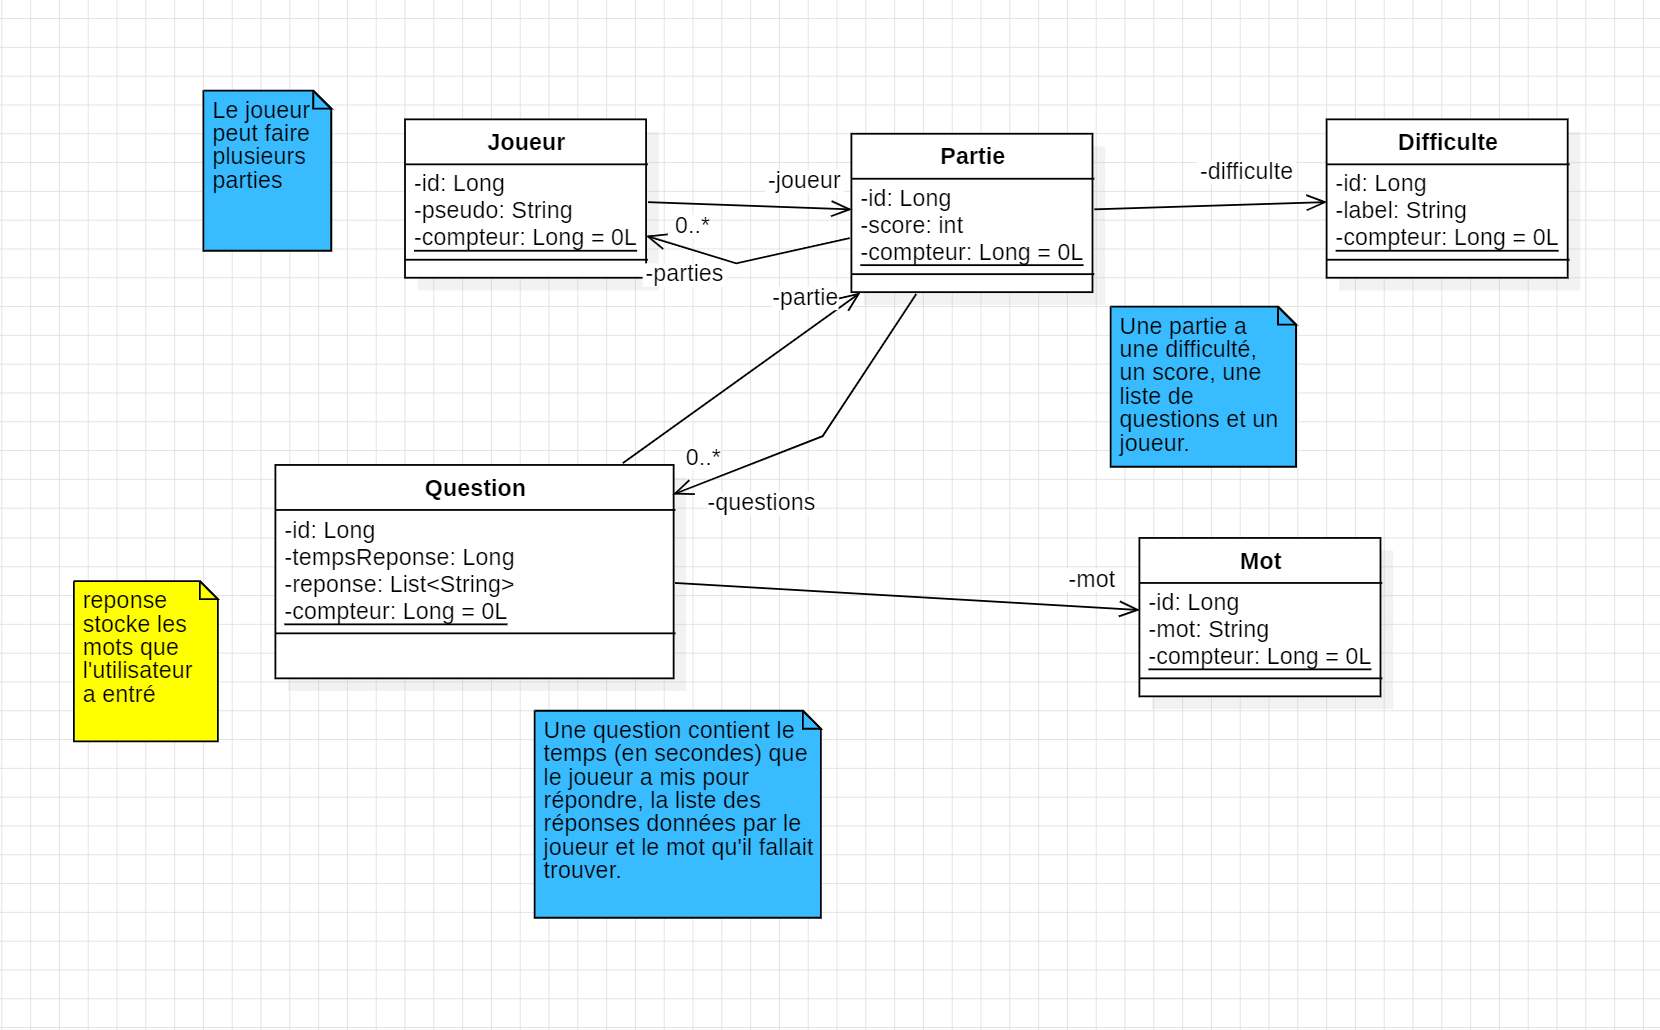 Le joueur
peut faire
plusieurs
parties
Joueur
-id: Long
-pseudo: String
-compteur: Long = 0L
-joueur
0..*
-parties
Partie
-id: Long
-score: int
-compteur: Long = 0L
-difficulte
Difficulte
-id: Long
-label: String
-compteur: Long = 0L
-partie
Une partie a
une difficulté,
un score, une
liste de
questions et un
joueur.
0..*
-questions
Question
-id: Long
-tempsReponse: Long
-reponse: List<String>
-compteur: Long = 0L
-mot
Mot
-id: Long
-mot: String
-compteur: Long = 0L
reponse
stocke les
mots que
l'utilisateur
a entré
Une question contient le
temps (en secondes) que
le joueur a mis pour
répondre, la liste des
réponses données par le
joueur et le mot qu'il fallait
trouver.